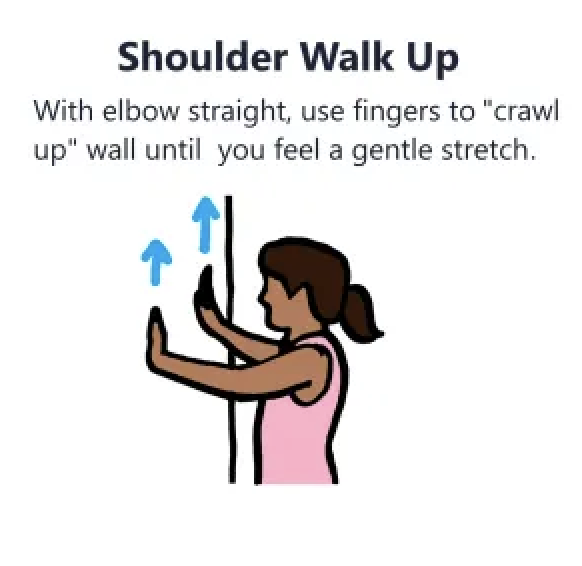 Shoulder Walk Up
With elbow straight, use fingers to "crawl
up" wall until  you feel a gentle stretch.